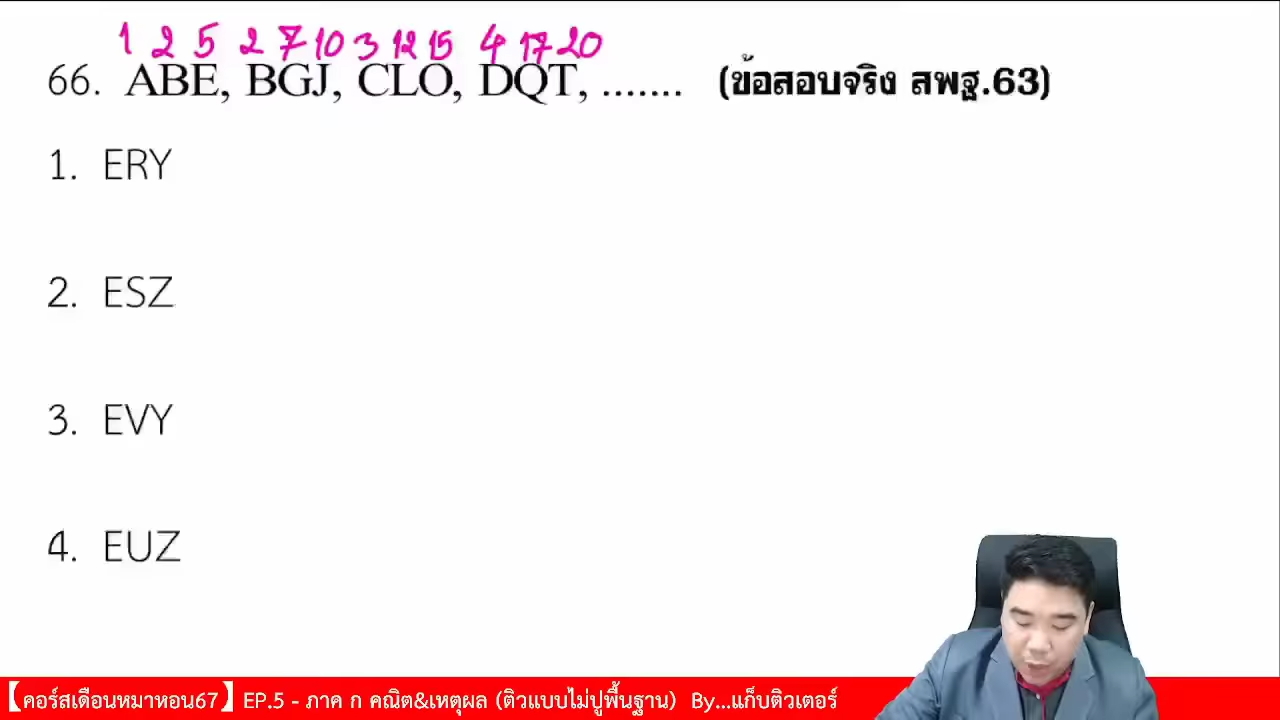 1 2 5 2 7 10 3 12 15 4 17 20
66. ABE, BGJ, CLO, DQT, ....... (ข้อสอบจริง สพฐ.63)
1. ERY
2. ESZ
3. EVY
4. EUZ
【คอร์สเดือนหมาหอน67】 EP.5 - ภาค ก คณิต&เหตุผล (ติวแบบไม่ปูพื้นฐาน) By...แก็บติวเตอร์